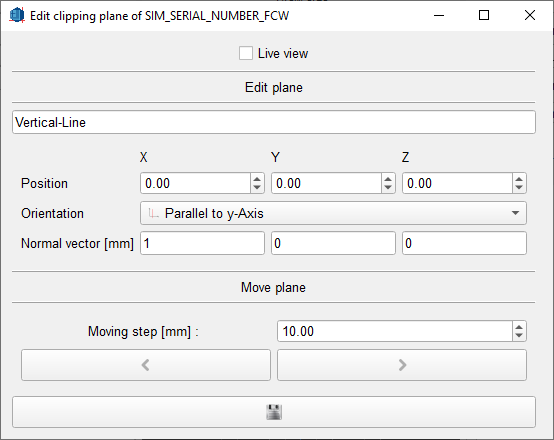 Edit clipping plane of SIM_SERIAL_NUMBER_FCW
Live view
Edit plane
Vertical-Line
X Y Z
Position 0.00 0.00 0.00
Orientation Parallel to y-Axis
Normal vector [mm] 1 0 0
Move plane
Moving step [mm] : 10.00